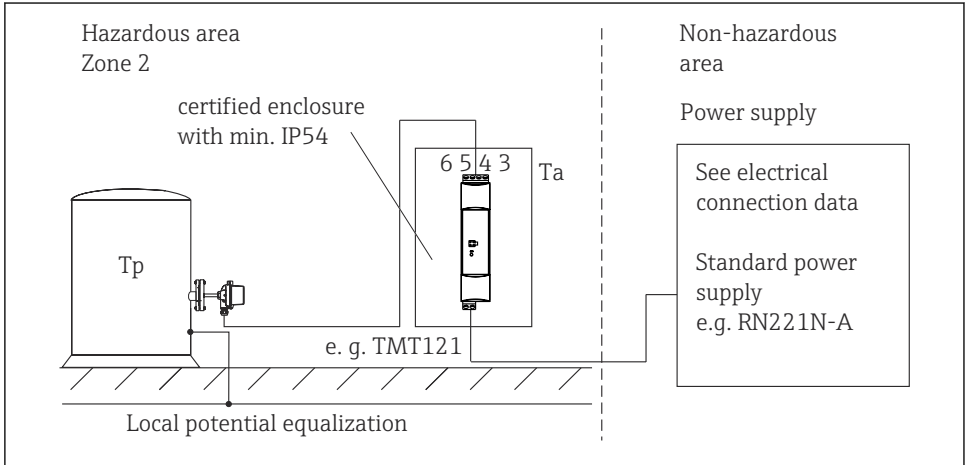 Hazardous area
Zone 2
certified enclosure
with min. IP54
6 5 4 3
Ta
Tp
e. g. TMT121
Local potential equalization
Non-hazardous
area
Power supply
See electrical
connection data
Standard power
supply
e.g. RN221N-A